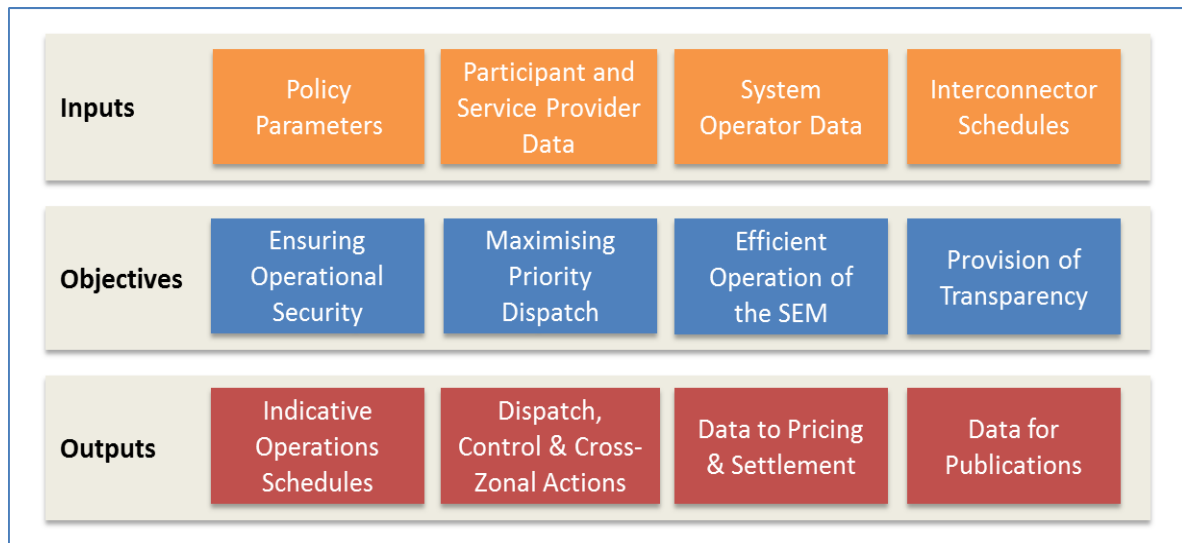 Inputs
Policy
Parameters
Participant and
Service Provider
Data
System
Operator Data
Interconnector
Schedules
Objectives
Ensuring
Operational
Security
Maximising
Priority
Dispatch
Efficient
Operation of
the SEM
Provision of
Transparency
Outputs
Indicative
Operations
Schedules
Dispatch,
Control & Cross-
Zonal Actions
Data to Pricing
& Settlement
Data for
Publications